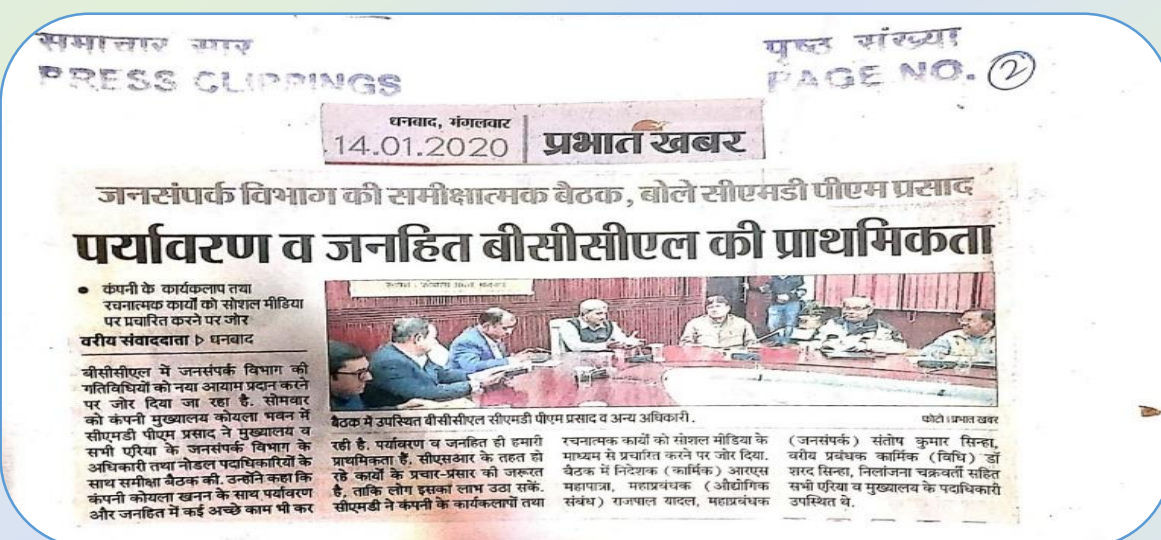 समाचार सार
PRESS CLIPPINGS
पृष्ठ संख्या
PAGE NO. 2
धनबाद, मंगलवार
14.01.2020
प्रभात खबर
जनसंपर्क विभाग की समीक्षात्मक बैठक, बोले सीएमडी पीएम प्रसाद
पर्यावरण व जनहित बीसीसीएल की प्राथमिकता
● कंपनी के कार्यकलाप तथा
रचनात्मक कार्यों को सोशल मीडिया
पर प्रचारित करने पर जोर
वरीय संवाददाता ▷ धनबाद
बीसीसीएल में जनसंपर्क विभाग की
गतिविधियों को नया आयाम प्रदान करने
पर जोर दिया जा रहा है. सोमवार
को कंपनी मुख्यालय कोयला भवन में
सीएमडी पीएम प्रसाद ने मुख्यालय व
सभी एरिया के जनसंपर्क विभाग के
अधिकारी तथा नोडल पदाधिकारियों के
साथ समीक्षा बैठक की. उन्होंने कहा कि
कंपनी कोयला खनन के साथ पर्यावरण
और जनहित में कई अच्छे काम भी कर
बैठक में उपस्थित बीसीसीएल सीएमडी पीएम प्रसाद व अन्य अधिकारी.
फोटो।प्रभात खबर
रही है. पर्यावरण व जनहित ही हमारी
प्राथमिकता हैं. सीएसआर के तहत हो
रहे कार्यों के प्रचार-प्रसार की जरूरत
है, ताकि लोग इसका लाभ उठा सकें.
सीएमडी ने कंपनी के कार्यकलापों तथा
रचनात्मक कार्यों को सोशल मीडिया के
माध्यम से प्रचारित करने पर जोर दिया.
बैठक में निदेशक (कार्मिक) आरएस
महापात्रा, महाप्रबंधक (औद्योगिक
संबंध) राजपाल यादल, महाप्रबंधक
(जनसंपर्क) संतोष कुमार सिन्हा,
वरीय प्रबंधक कार्मिक (विधि) डॉ
शरद सिन्हा, निलांजना चक्रवर्ती सहित
सभी एरिया व मुख्यालय के पदाधिकारी
उपस्थित थे.